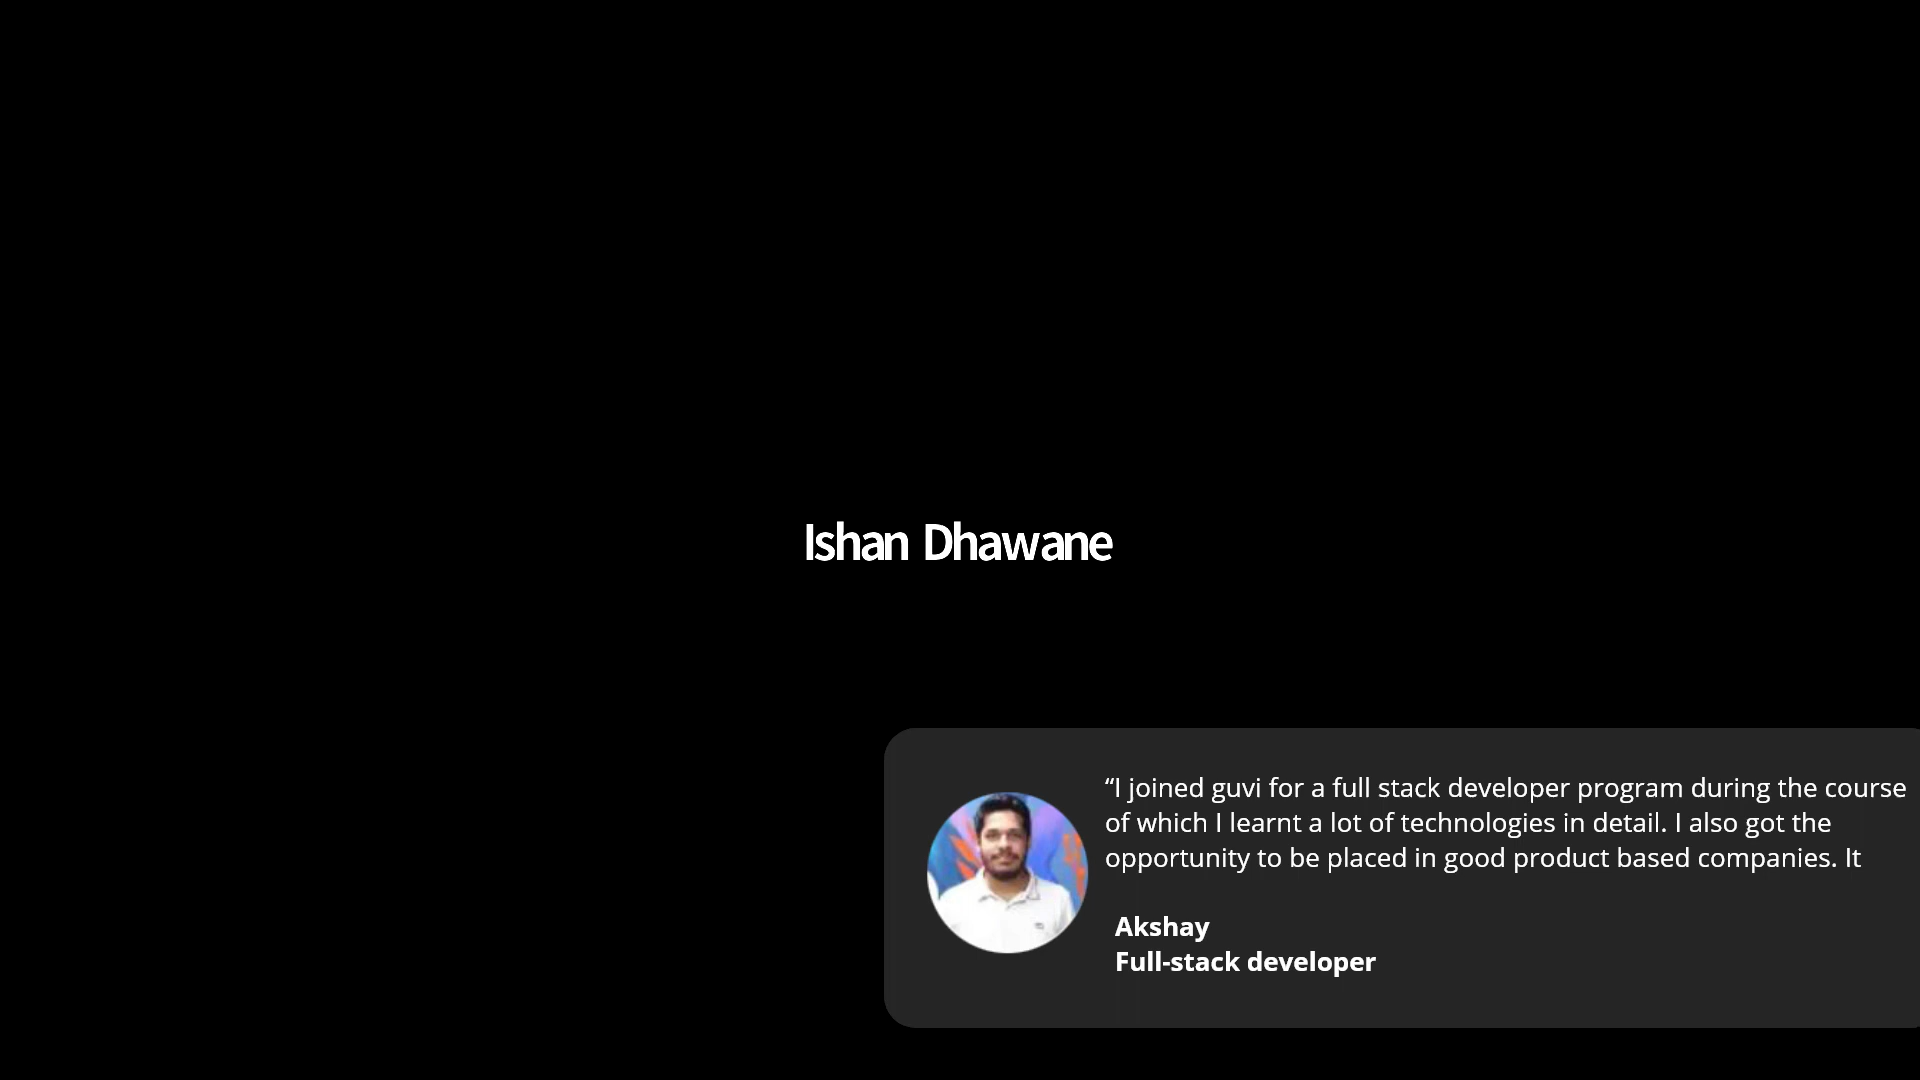 Ishan Dhawane
“I joined guvi for a full stack developer program during the course
of which I learnt a lot of technologies in detail. I also got the
opportunity to be placed in good product based companies. It
Akshay
Full-stack developer